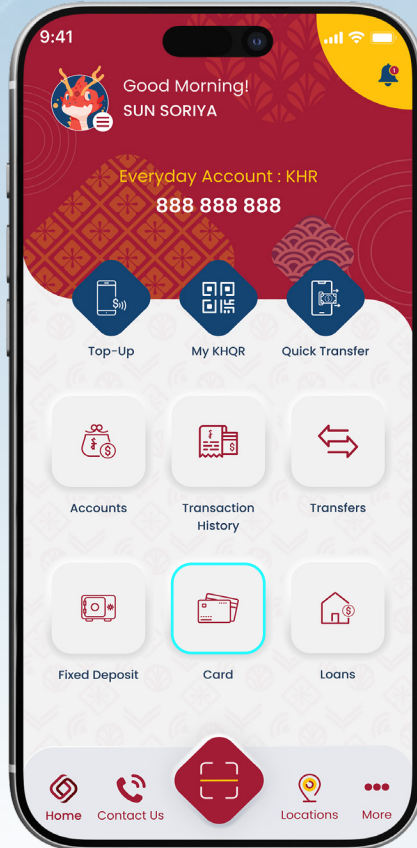 9:41
Good Morning!
SUN SORIYA
Everyday Account : KHR
888 888 888
Top-Up
My KHQR
Quick Transfer
Accounts
Transaction
History
Transfers
Fixed Deposit
Card
Loans
Home
Contact Us
Locations
More